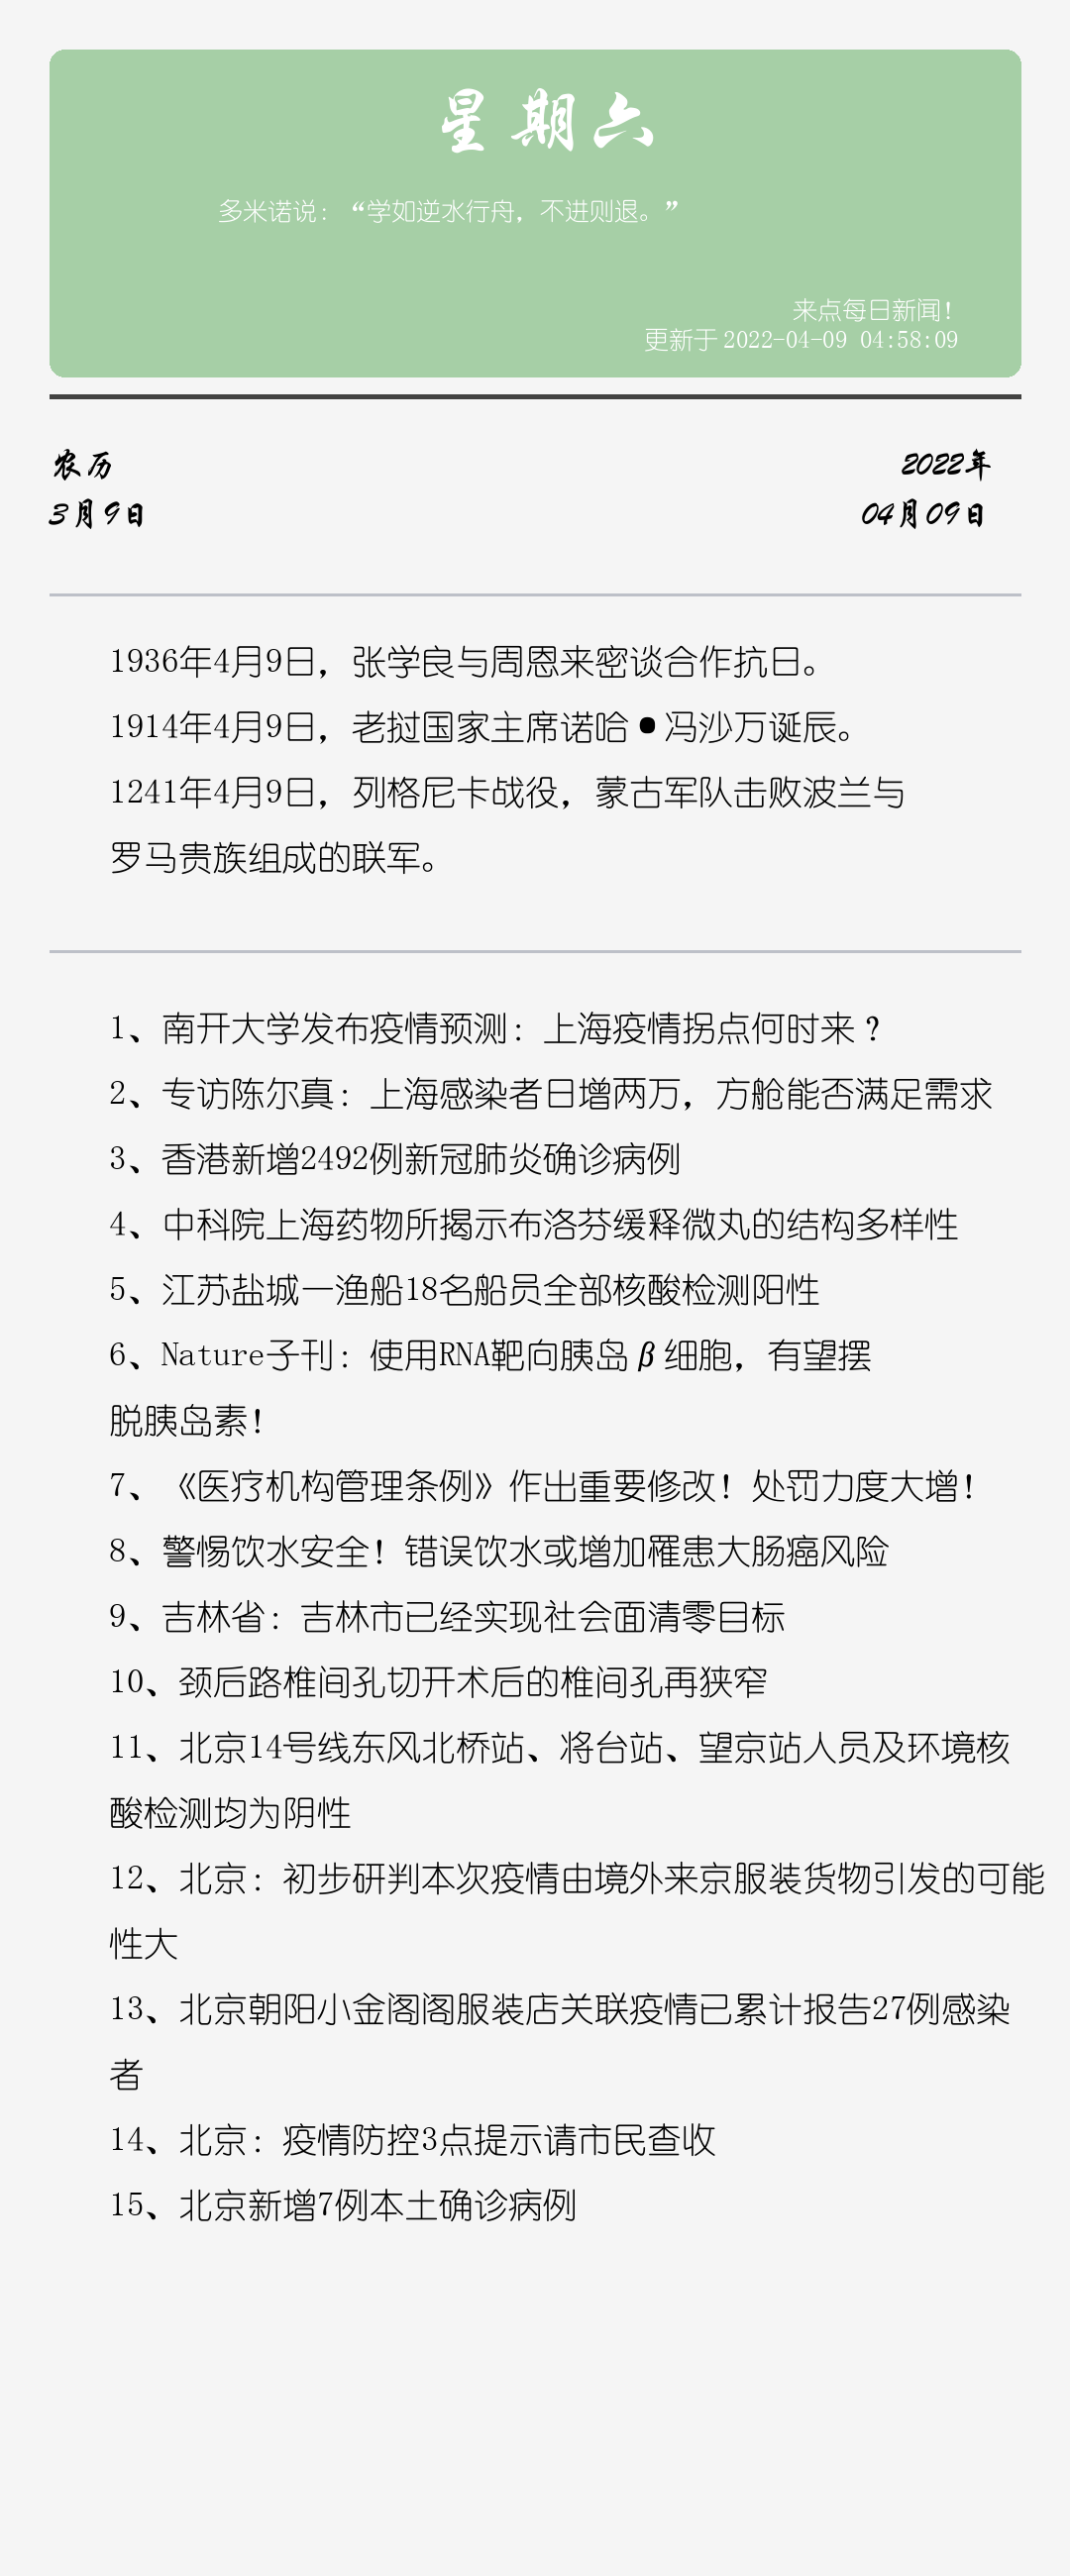 星期六
多米诺说：“学如逆水行舟，不进则退。”
来点每日新闻！
更新于 2022-04-09 04:58:09
农历
2022年
3月9日
04月09日
1936年4月9日，张学良与周恩来密谈合作抗日。
1914年4月9日，老挝国家主席诺哈•冯沙万诞辰。
1241年4月9日，列格尼卡战役，蒙古军队击败波兰与
罗马贵族组成的联军。
1、南开大学发布疫情预测：上海疫情拐点何时来？
2、专访陈尔真：上海感染者日增两万，方舱能否满足需求
3、香港新增2492例新冠肺炎确诊病例
4、中科院上海药物所揭示布洛芬缓释微丸的结构多样性
5、江苏盐城一渔船18名船员全部核酸检测阳性
6、Nature子刊：使用RNA靶向胰岛β细胞，有望摆
脱胰岛素！
7、《医疗机构管理条例》作出重要修改！处罚力度大增！
8、警惕饮水安全！错误饮水或增加罹患大肠癌风险
9、吉林省：吉林市已经实现社会面清零目标
10、颈后路椎间孔切开术后的椎间孔再狭窄
11、北京14号线东风北桥站、将台站、望京站人员及环境核
酸检测均为阴性
12、北京：初步研判本次疫情由境外来京服装货物引发的可能
性大
13、北京朝阳小金阁阁服装店关联疫情已累计报告27例感染
者
14、北京：疫情防控3点提示请市民查收
15、北京新增7例本土确诊病例